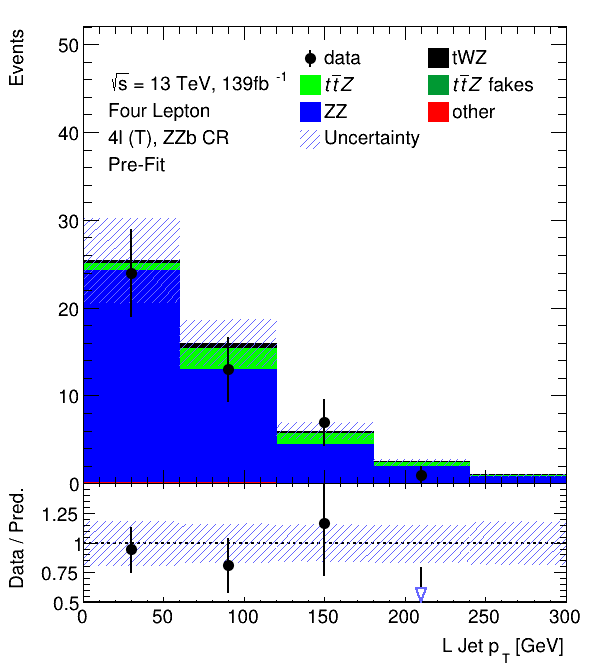 Events
50
40
30
20
10
0
√s = 13 TeV, 139fb⁻¹
Four Lepton
4l (T), ZZb CR
Pre-Fit
data
tt̄Z
ZZ
Uncertainty
tWZ
tt̄Z fakes
other
Data / Pred.
1.25
1
0.75
0.5
0 50 100 150 200 250 300
L Jet p_T [GeV]